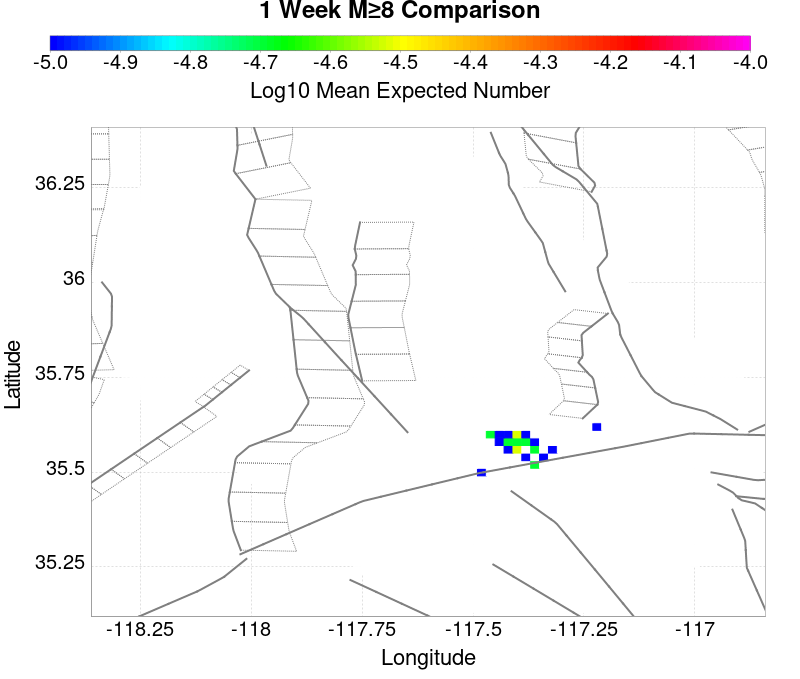 1 Week M≥8 Comparison
-5.0 -4.9 -4.8 -4.7 -4.6 -4.5 -4.4 -4.3 -4.2 -4.1 -4.0
Log10 Mean Expected Number
36.25
36
35.75
35.5
35.25
Latitude
-118.25 -118 -117.75 -117.5 -117.25 -117
Longitude